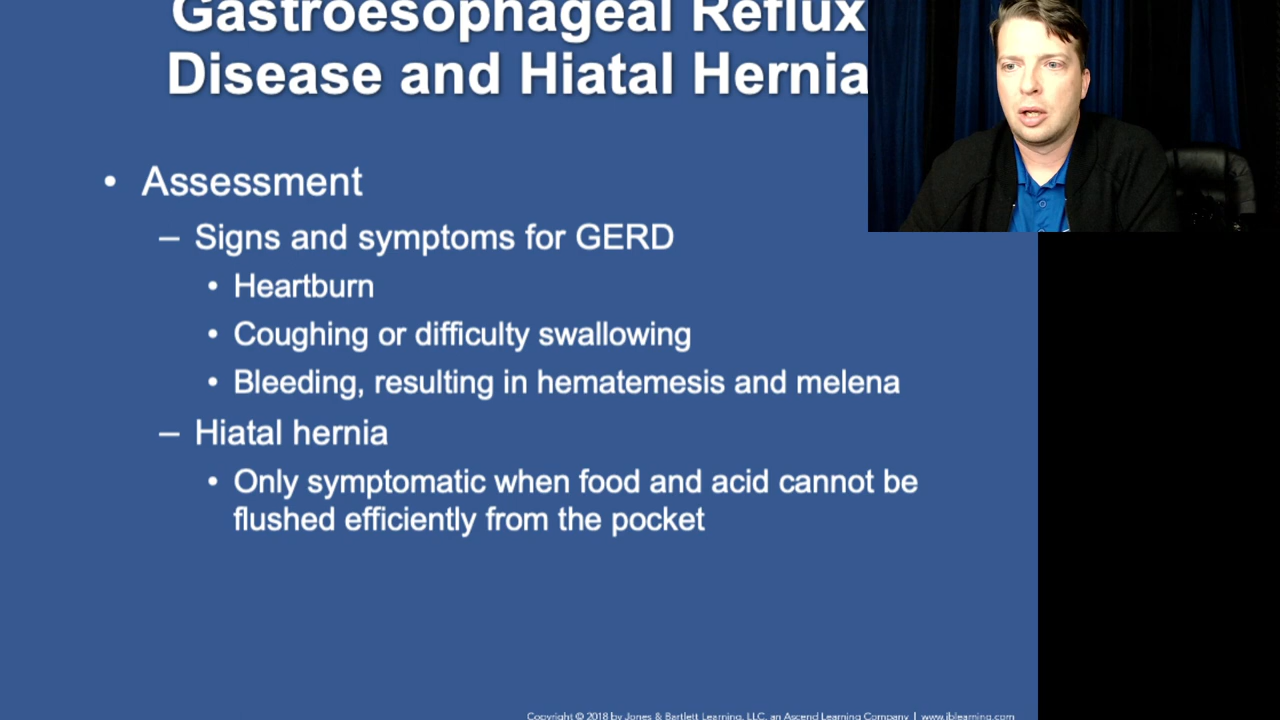 Gastroesophageal Reflux
Disease and Hiatal Hernia
• Assessment
– Signs and symptoms for GERD
• Heartburn
• Coughing or difficulty swallowing
• Bleeding, resulting in hematemesis and melena
– Hiatal hernia
• Only symptomatic when food and acid cannot be
flushed efficiently from the pocket
Copyright © 2018 by Jones & Bartlett Learning, LLC, an Ascend Learning Company | www.jblearning.com